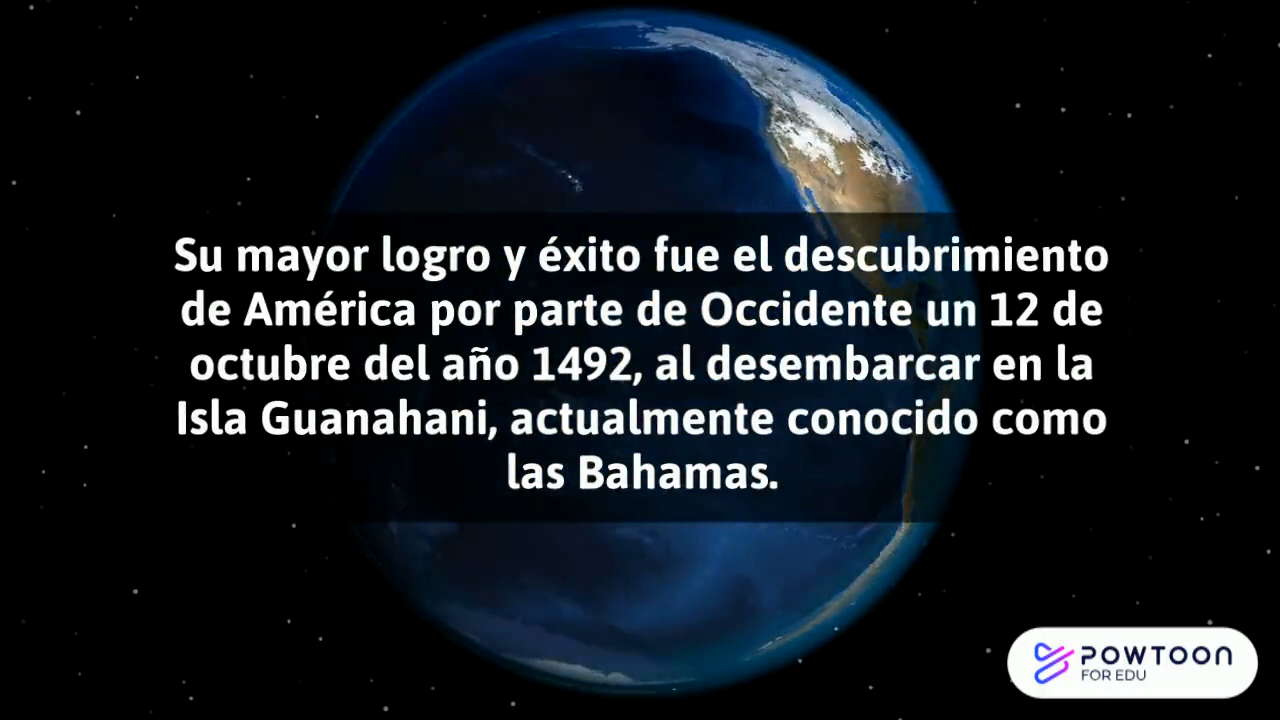 Su mayor logro y éxito fue el descubrimiento
de América por parte de Occidente un 12 de
octubre del año 1492, al desembarcar en la
Isla Guanahani, actualmente conocido como
las Bahamas.
POWTOON
FOR EDU